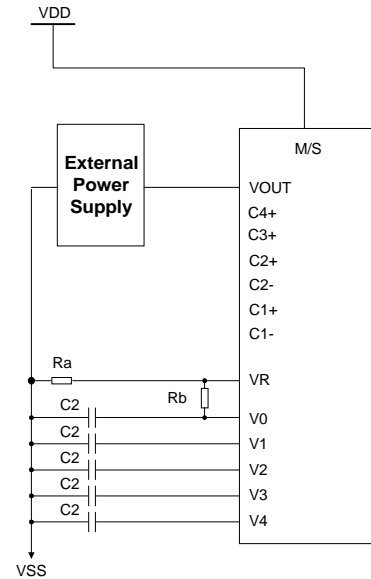 VDD
M/S
External
Power
Supply
VOUT
C4+
C3+
C2+
C2-
C1+
C1-
Ra
VR
Rb
C2
V0
C2
V1
C2
V2
C2
V3
C2
V4
VSS